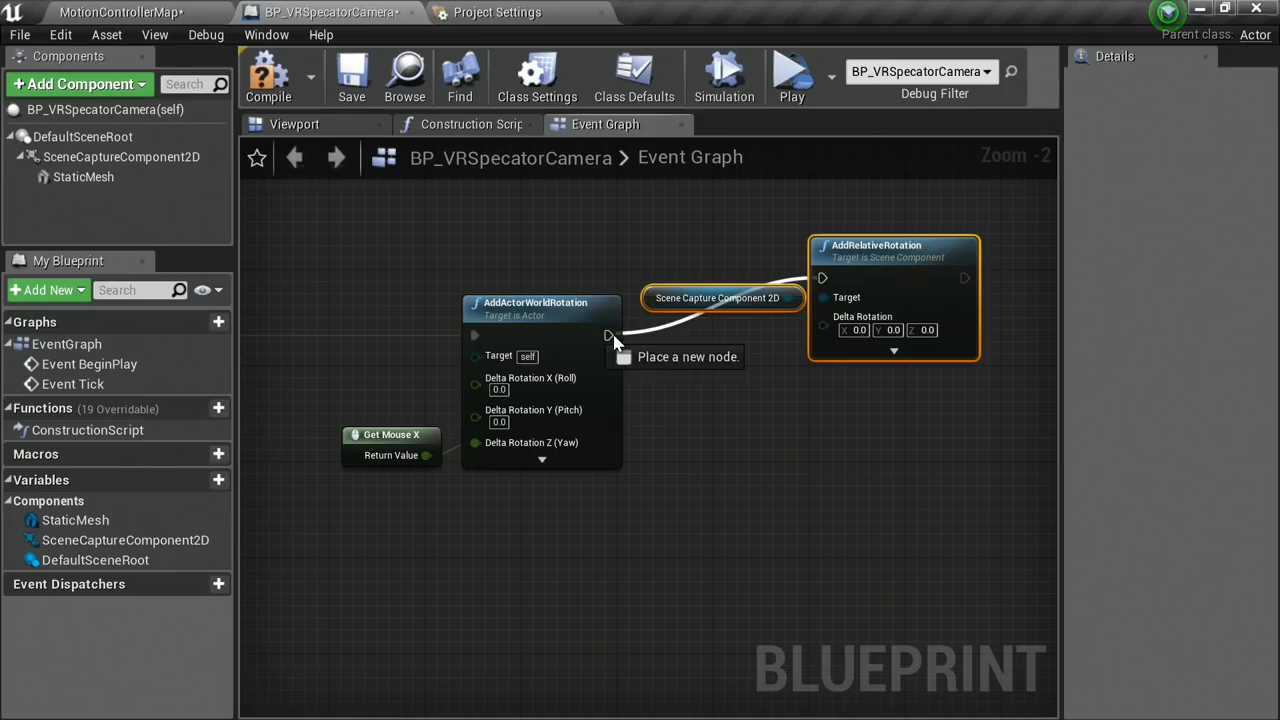 MotionControllerMap*
BP_VRSpecatorCamera*
Project Settings
File Edit Asset View Debug Window Help
Parent class: Actor
Components
+ Add Component
Search
BP_VRSpecatorCamera(self)
DefaultSceneRoot
SceneCaptureComponent2D
StaticMesh
My Blueprint
+ Add New
Search
Graphs
EventGraph
Event BeginPlay
Event Tick
Functions (19 Overridable)
ConstructionScript
Macros
Variables
Components
StaticMesh
SceneCaptureComponent2D
DefaultSceneRoot
Event Dispatchers
Compile
Save
Browse
Find
Class Settings
Class Defaults
Simulation
Play
BP_VRSpecatorCamera
Debug Filter
Viewport
Construction Scrip
Event Graph
BP_VRSpecatorCamera > Event Graph
Zoom -2
AddActorWorldRotation
Target is Actor
Target self
Delta Rotation X (Roll)
0.0
Delta Rotation Y (Pitch)
0.0
Delta Rotation Z (Yaw)
Get Mouse X
Return Value
Scene Capture Component 2D
Place a new node.
AddRelativeRotation
Target is Scene Component
Target
Delta Rotation
X 0.0 Y 0.0 Z 0.0
BLUEPRINT
Details